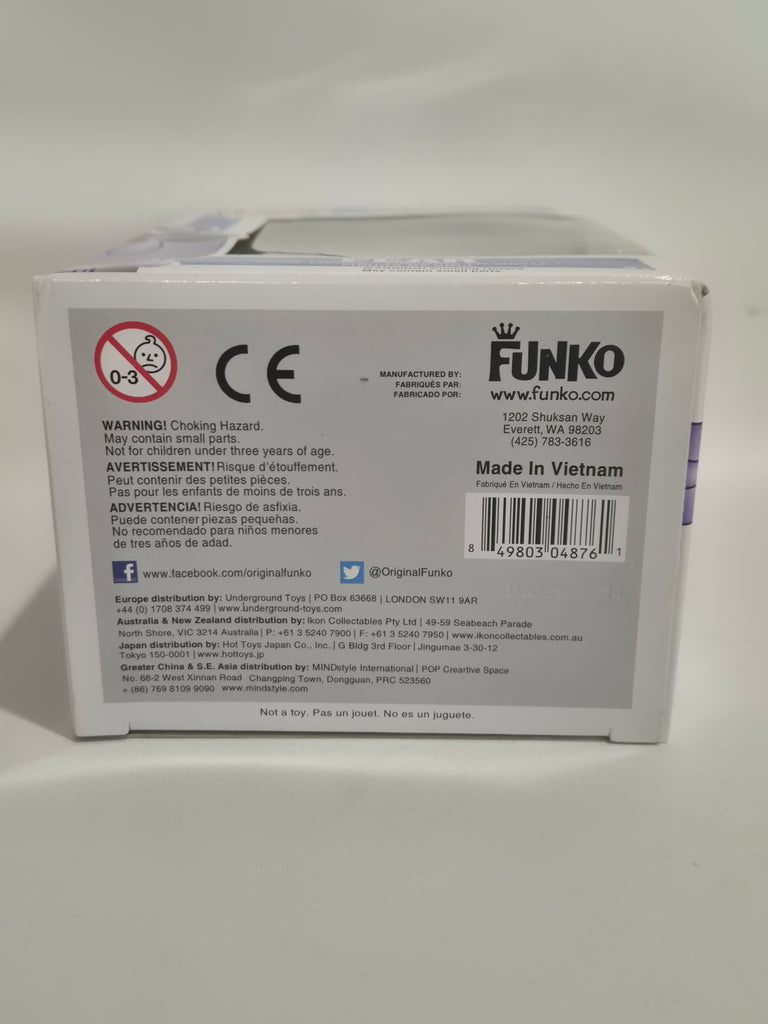 May contain small parts.
0-3
CE
MANUFACTURED BY:
FABRIQUÉS PAR:
FABRICADO POR:
FUNKO
www.funko.com
1202 Shuksan Way
Everett, WA 98203
(425) 783-3616
WARNING! Choking Hazard.
May contain small parts.
Not for children under three years of age.
AVERTISSEMENT! Risque d'étouffement.
Peut contenir des petites pièces.
Pas pour les enfants de moins de trois ans.
ADVERTENCIA! Riesgo de asfixia.
Puede contener piezas pequeñas.
No recomendado para niños menores
de tres años de adad.
Made In Vietnam
Fabriqué En Vietnam / Hecho En Vietnam
8 49803 04876 1
www.facebook.com/originalfunko
@OriginalFunko
Europe distribution by: Underground Toys | PO Box 63668 | LONDON SW11 9AR
+44 (0) 1708 374 499 | www.underground-toys.com
Australia & New Zealand distribution by: Ikon Collectables Pty Ltd | 49-59 Seabeach Parade
North Shore, VIC 3214 Australia | P: +61 3 5240 7900 | F: +61 3 5240 7950 | www.ikoncollectables.com.au
Japan distribution by: Hot Toys Japan Co., Inc. | G Bldg 3rd Floor | Jingumae 3-30-12
Tokyo 150-0001 | www.hottoys.jp
Greater China & S.E. Asia distribution by: MINDstyle International | POP Creartive Space
No. 68-2 West Xinnan Road Changping Town, Dongguan, PRC 523560
+ (86) 769 8109 9090 www.mindstyle.com
Not a toy. Pas un jouet. No es un juguete.